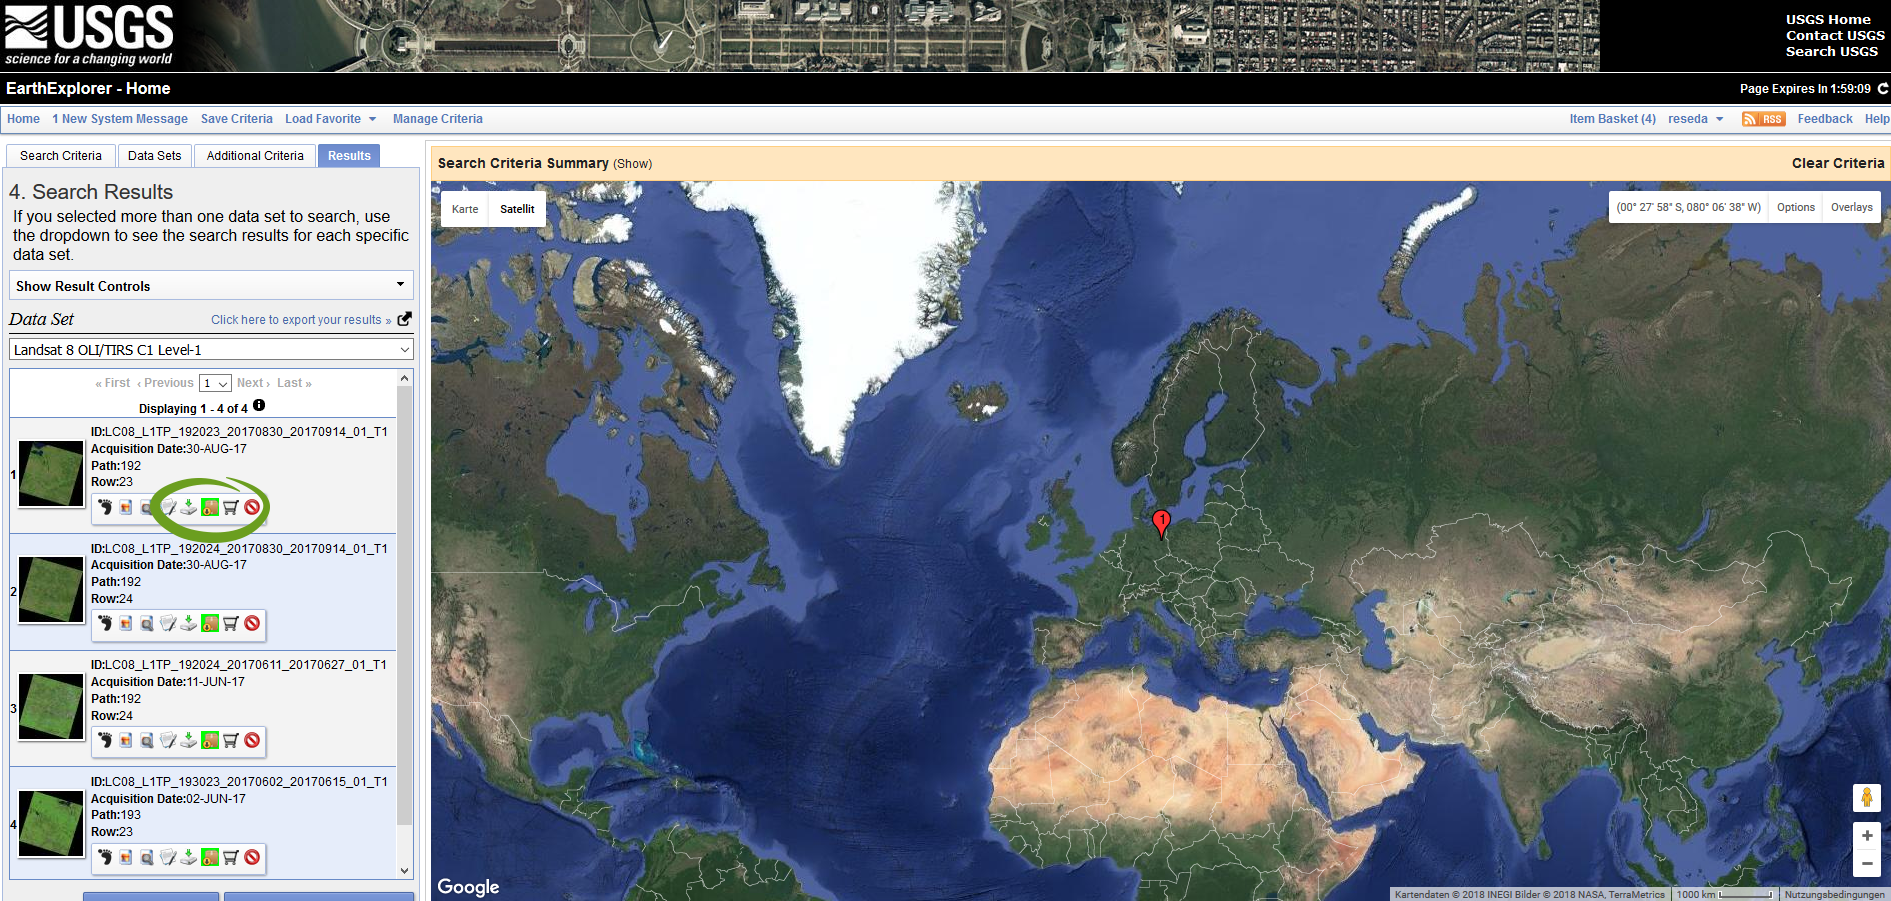 USGS
science for a changing world
USGS Home
Contact USGS
Search USGS
EarthExplorer - Home
Page Expires In 1:59:09
Home 1 New System Message Save Criteria Load Favorite Manage Criteria
Item Basket (4) reseda RSS Feedback Help
Search Criteria Data Sets Additional Criteria Results
4. Search Results
If you selected more than one data set to search, use
the dropdown to see the search results for each specific
data set.
Show Result Controls
Data Set
Click here to export your results »
Landsat 8 OLI/TIRS C1 Level-1
« First ‹ Previous 1 Next › Last »
Displaying 1 - 4 of 4
1
ID:LC08_L1TP_192023_20170830_20170914_01_T1
Acquisition Date:30-AUG-17
Path:192
Row:23
2
ID:LC08_L1TP_192024_20170830_20170914_01_T1
Acquisition Date:30-AUG-17
Path:192
Row:24
3
ID:LC08_L1TP_192024_20170611_20170627_01_T1
Acquisition Date:11-JUN-17
Path:192
Row:24
4
ID:LC08_L1TP_193023_20170602_20170615_01_T1
Acquisition Date:02-JUN-17
Path:193
Row:23
Search Criteria Summary (Show)
Clear Criteria
Karte Satellit
(00° 27' 58" S, 080° 06' 38" W) Options Overlays
1
+
−
Google
Kartendaten © 2018 INEGI Bilder © 2018 NASA, TerraMetrics 1000 km Nutzungsbedingungen